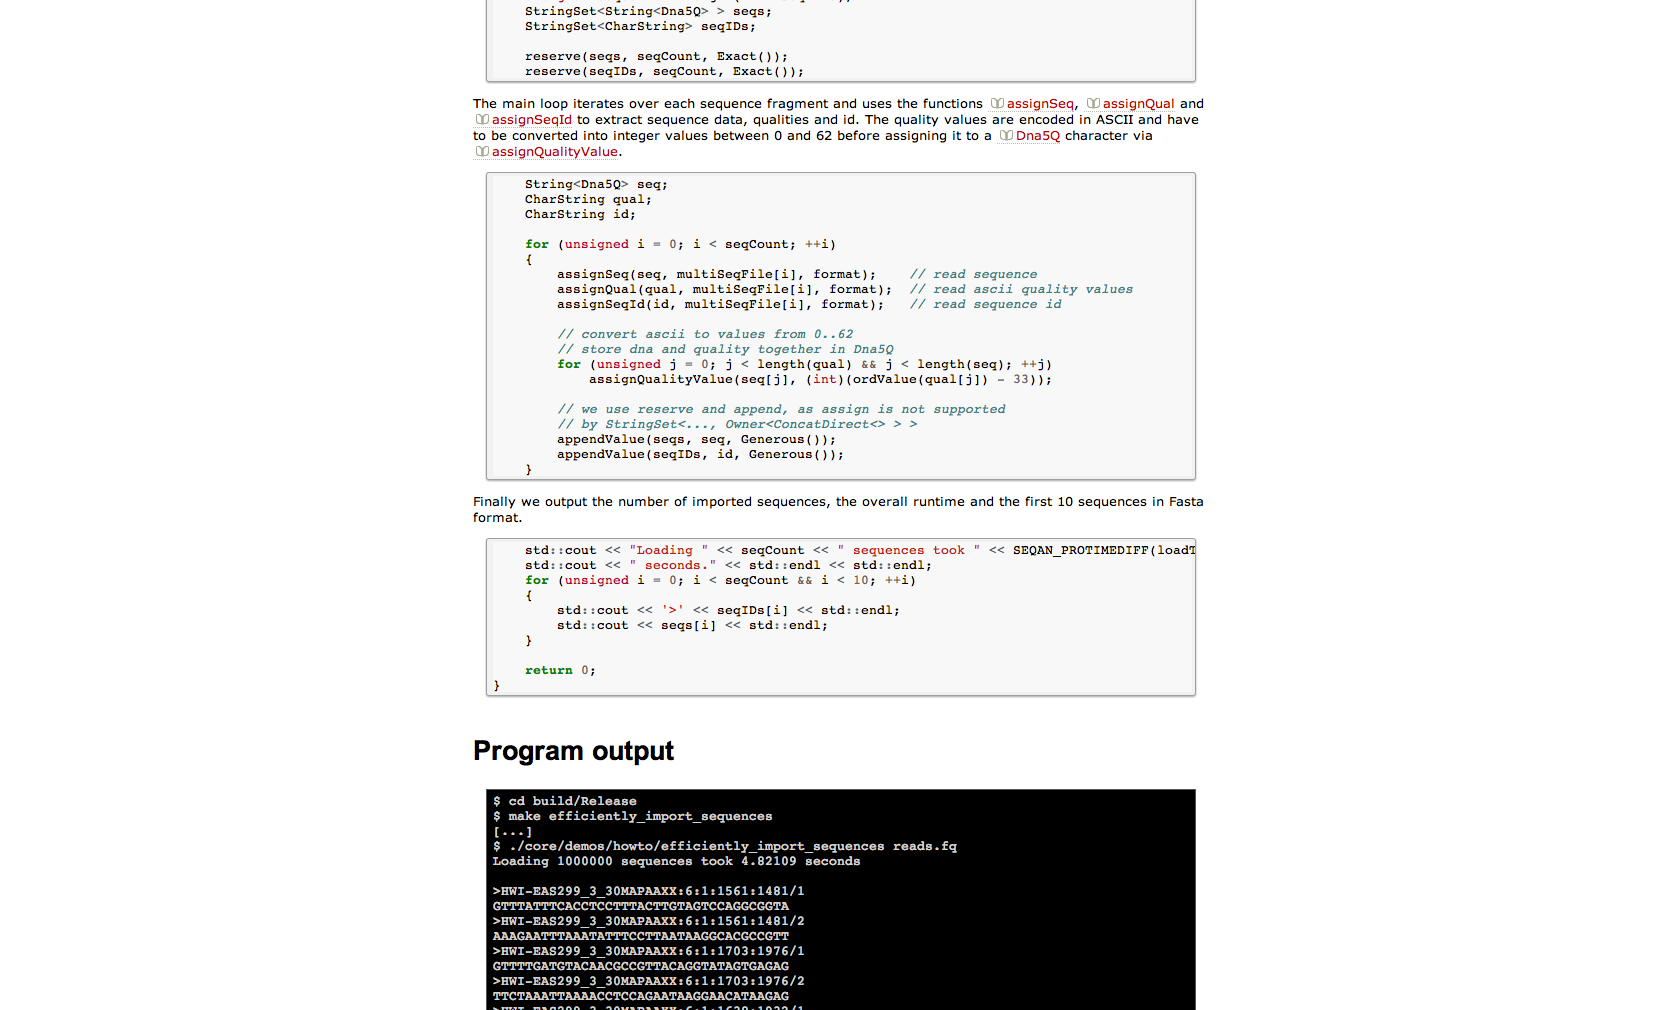 StringSet<String<Dna5Q> > seqs;
StringSet<CharString> seqIDs;
reserve(seqs, seqCount, Exact());
reserve(seqIDs, seqCount, Exact());
The main loop iterates over each sequence fragment and uses the functions assignSeq, assignQual and
assignSeqId to extract sequence data, qualities and id. The quality values are encoded in ASCII and have
to be converted into integer values between 0 and 62 before assigning it to a Dna5Q character via
assignQualityValue.
String<Dna5Q> seq;
CharString qual;
CharString id;
for (unsigned i = 0; i < seqCount; ++i)
{
assignSeq(seq, multiSeqFile[i], format);    // read sequence
assignQual(qual, multiSeqFile[i], format);  // read ascii quality values
assignSeqId(id, multiSeqFile[i], format);   // read sequence id
// convert ascii to values from 0..62
// store dna and quality together in Dna5Q
for (unsigned j = 0; j < length(qual) && j < length(seq); ++j)
assignQualityValue(seq[j], (int)(ordValue(qual[j]) - 33));
// we use reserve and append, as assign is not supported
// by StringSet<..., Owner<ConcatDirect<> > >
appendValue(seqs, seq, Generous());
appendValue(seqIDs, id, Generous());
}
Finally we output the number of imported sequences, the overall runtime and the first 10 sequences in Fasta
format.
std::cout << "Loading " << seqCount << " sequences took " << SEQAN_PROTIMEDIFF(loadT
std::cout << " seconds." << std::endl << std::endl;
for (unsigned i = 0; i < seqCount && i < 10; ++i)
{
std::cout << '>' << seqIDs[i] << std::endl;
std::cout << seqs[i] << std::endl;
}
return 0;
}
Program output
$ cd build/Release
$ make efficiently_import_sequences
[...]
$ ./core/demos/howto/efficiently_import_sequences reads.fq
Loading 1000000 sequences took 4.82109 seconds
>HWI-EAS299_3_30MAPAAXX:6:1:1561:1481/1
GTTTATTTCACCTCCTTTACTTGTAGTCCAGGCGGTA
>HWI-EAS299_3_30MAPAAXX:6:1:1561:1481/2
AAAGAATTTAAATATTTCCTTAATAAGGCACGCCGTT
>HWI-EAS299_3_30MAPAAXX:6:1:1703:1976/1
GTTTTGATGTACAACGCCGTTACAGGTATAGTGAGAG
>HWI-EAS299_3_30MAPAAXX:6:1:1703:1976/2
TTCTAAATTAAAACCTCCAGAATAAGGAACATAAGAG